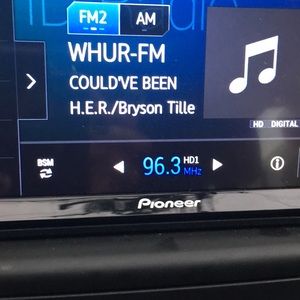 FM2 AM
WHUR-FM
COULD'VE BEEN
H.E.R./Bryson Tille
HD DIGITAL
BSM
96.3 HD1
MHz
Pioneer